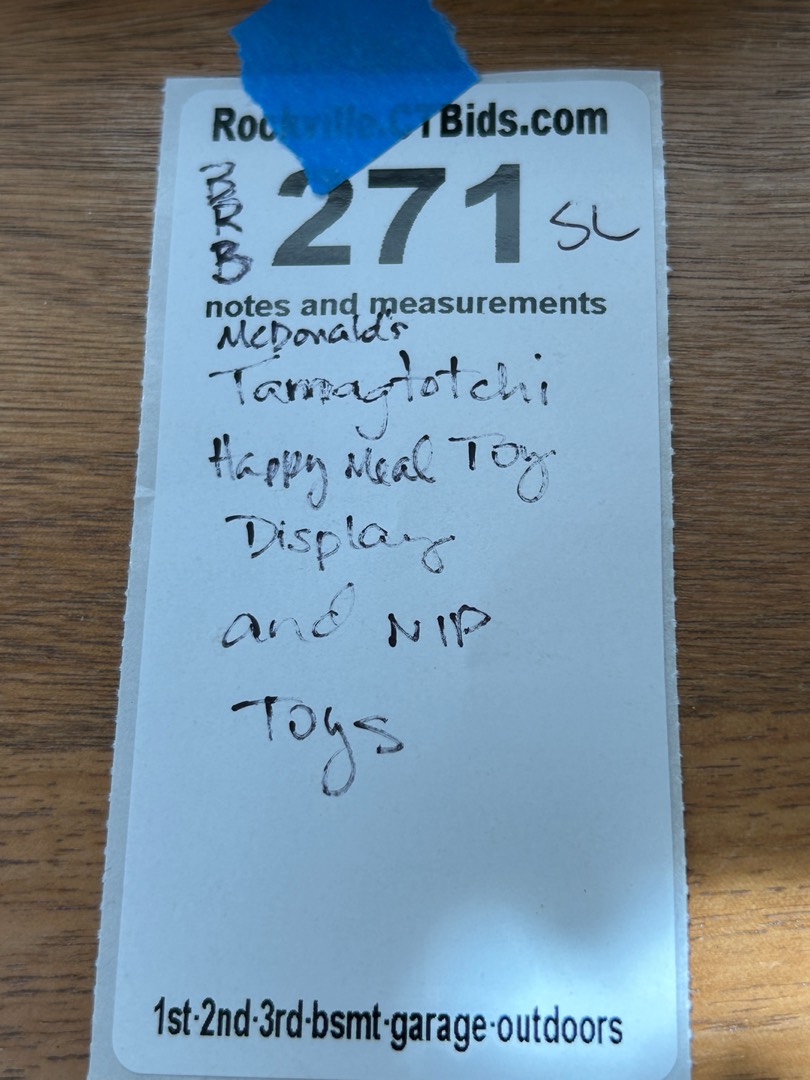 Rockville.CTBids.com
BRB
271 SL
notes and measurements
McDonald's
Tamagtotchi
Happy Meal Toy
Display
and NIP
Toys
1st·2nd·3rd·bsmt·garage·outdoors